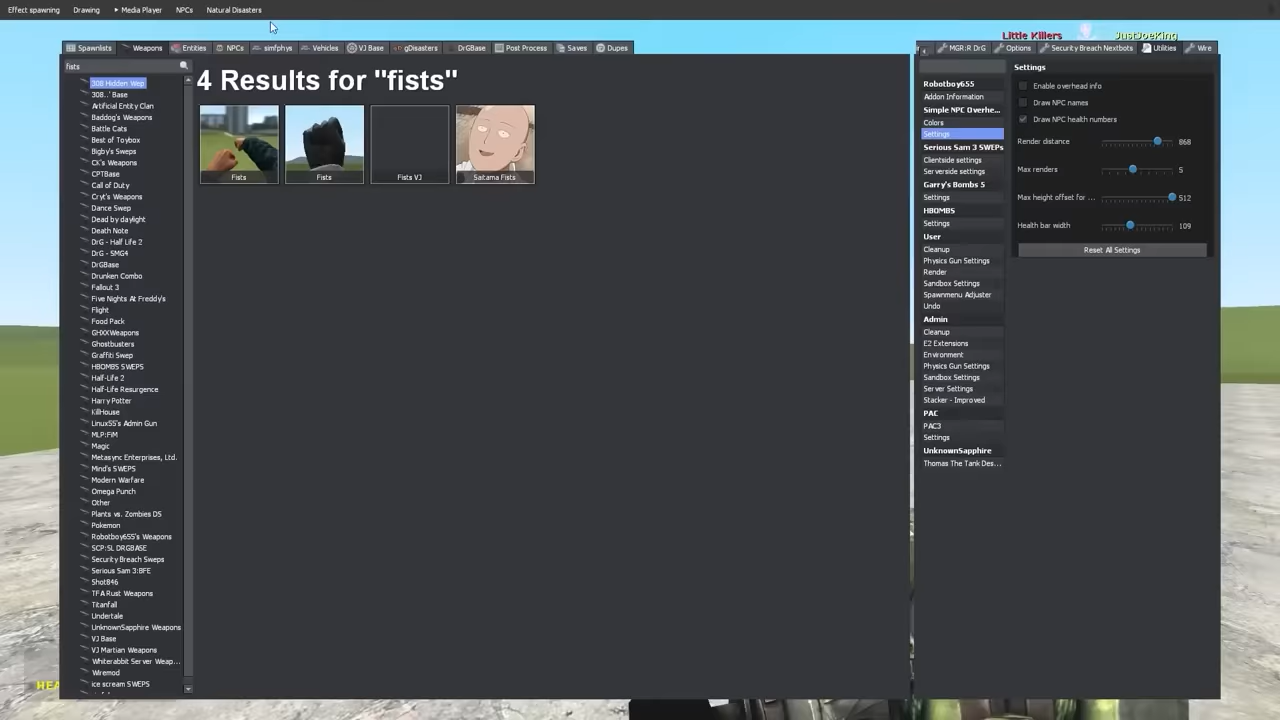 Effect spawning Drawing Media Player NPCs Natural Disasters
Little Killers JustJoeKing
Spawnlists Weapons Entities NPCs simfphys Vehicles VJ Base gDisasters DrGBase Post Process Saves Dupes
MGR:R DrG Options Security Breach Nextbots Utilities Wire
fists
308 Hidden Wep
308..' Base
Artificial Entity Clan
Baddog's Weapons
Battle Cats
Best of Toybox
Bigby's Sweps
CK's Weapons
CPTBase
Call of Duty
Cryt's Weapons
Dance Swep
Dead by daylight
Death Note
DrG - Half Life 2
DrG - SMG4
DrGBase
Drunken Combo
Fallout 3
Five Nights At Freddy's
Flight
Food Pack
GHXXWeapons
Ghostbusters
Graffiti Swep
HBOMBS SWEPS
Half-Life 2
Half-Life Resurgence
Harry Potter
KillHouse
LinuxSS's Admin Gun
MLP:FiM
Magic
Metasync Enterprises, Ltd.
Mind's SWEPS
Modern Warfare
Omega Punch
Other
Plants vs. Zombies DS
Pokemon
Robotboy655's Weapons
SCP:SL DRGBASE
Security Breach Sweps
Serious Sam 3:BFE
Shot846
TFA Rust Weapons
Titanfall
Undertale
UnknownSapphire Weapons
VJ Base
VJ Martian Weapons
Whiterabbit Server Weap...
Wiremod
ice scream SWEPS
4 Results for "fists"
Fists Fists Fists VJ Saitama Fists
Robotboy655
Addon Information
Simple NPC Overhe...
Colors
Settings
Serious Sam 3 SWEPs
Clientside settings
Serverside settings
Garry's Bombs 5
Settings
HBOMBS
Settings
User
Cleanup
Physics Gun Settings
Render
Sandbox Settings
Spawnmenu Adjuster
Undo
Admin
Cleanup
E2 Extensions
Environment
Physics Gun Settings
Sandbox Settings
Server Settings
Stacker - Improved
PAC
PAC3
Settings
UnknownSapphire
Thomas The Tank Des...
Settings
Enable overhead info
Draw NPC names
Draw NPC health numbers
Render distance 868
Max renders 5
Max height offset for ... 512
Health bar width 109
Reset All Settings